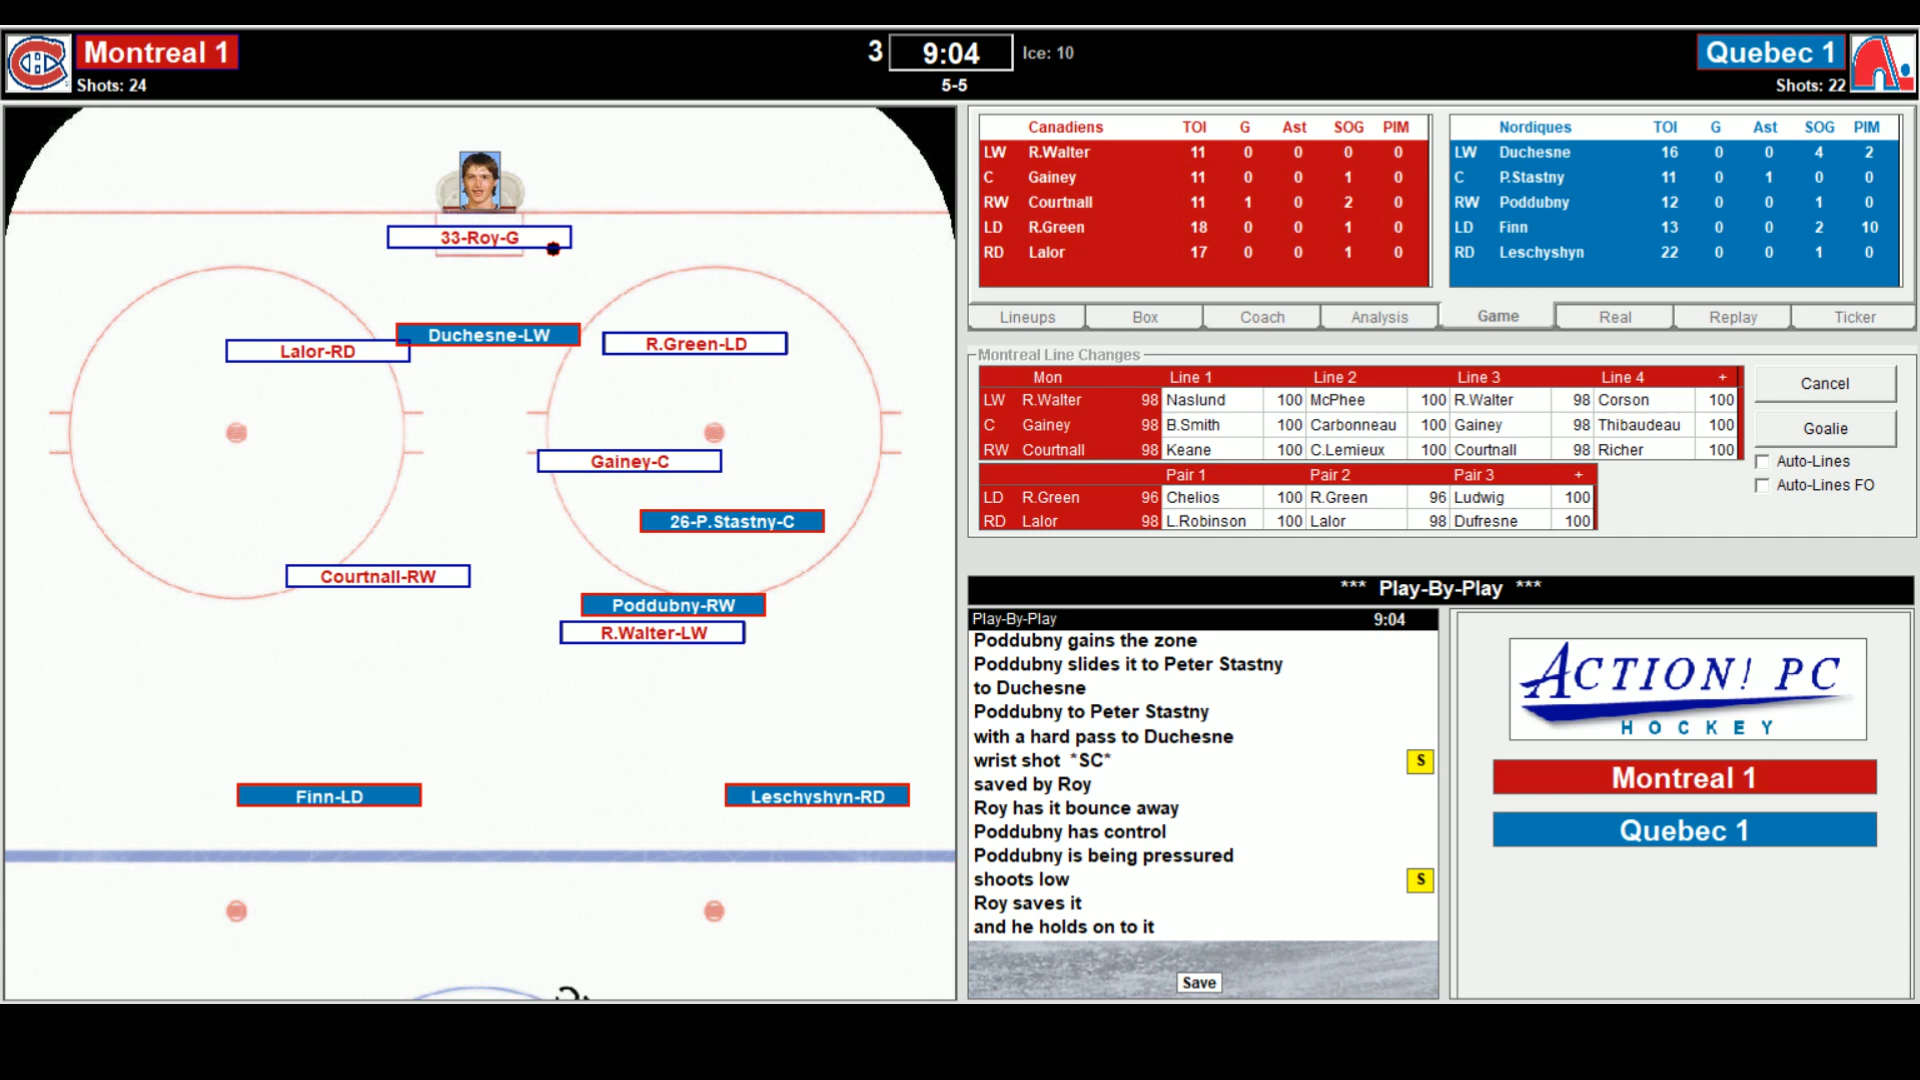 Montreal 1
Shots: 24
3 9:04 Ice: 10
5-5
Quebec 1
Shots: 22
33-Roy-G
Duchesne-LW
Lalor-RD
R.Green-LD
Gainey-C
26-P.Stastny-C
Courtnall-RW
Poddubny-RW
R.Walter-LW
Finn-LD
Leschyshyn-RD
Canadiens TOI G Ast SOG PIM
LW R.Walter 11 0 0 0 0
C Gainey 11 0 0 1 0
RW Courtnall 11 1 0 2 0
LD R.Green 18 0 0 1 0
RD Lalor 17 0 0 1 0
Nordiques TOI G Ast SOG PIM
LW Duchesne 16 0 0 4 2
C P.Stastny 11 0 1 0 0
RW Poddubny 12 0 0 1 0
LD Finn 13 0 0 2 10
RD Leschyshyn 22 0 0 1 0
Lineups Box Coach Analysis Game Real Replay Ticker
Montreal Line Changes
Mon Line 1 Line 2 Line 3 Line 4 +
LW R.Walter 98 Naslund 100 McPhee 100 R.Walter 98 Corson 100
C Gainey 98 B.Smith 100 Carbonneau 100 Gainey 98 Thibaudeau 100
RW Courtnall 98 Keane 100 C.Lemieux 100 Courtnall 98 Richer 100
Pair 1 Pair 2 Pair 3 +
LD R.Green 96 Chelios 100 R.Green 96 Ludwig 100
RD Lalor 98 L.Robinson 100 Lalor 98 Dufresne 100
Cancel
Goalie
Auto-Lines
Auto-Lines FO
*** Play-By-Play ***
Play-By-Play 9:04
Poddubny gains the zone
Poddubny slides it to Peter Stastny
to Duchesne
Poddubny to Peter Stastny
with a hard pass to Duchesne
wrist shot *SC* S
saved by Roy
Roy has it bounce away
Poddubny has control
Poddubny is being pressured
shoots low S
Roy saves it
and he holds on to it
Save
ACTION! PC
HOCKEY
Montreal 1
Quebec 1